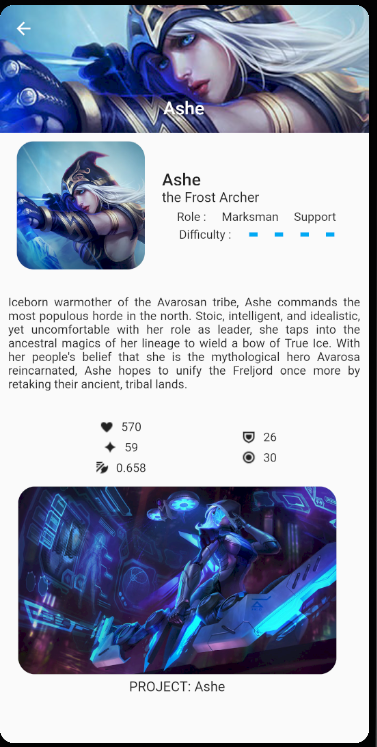 Ashe
Ashe
the Frost Archer
Role : Marksman Support
Difficulty :
Iceborn warmother of the Avarosan tribe, Ashe commands the
most populous horde in the north. Stoic, intelligent, and idealistic,
yet uncomfortable with her role as leader, she taps into the
ancestral magics of her lineage to wield a bow of True Ice. With
her people's belief that she is the mythological hero Avarosa
reincarnated, Ashe hopes to unify the Freljord once more by
retaking their ancient, tribal lands.
570
59
0.658
26
30
PROJECT: Ashe